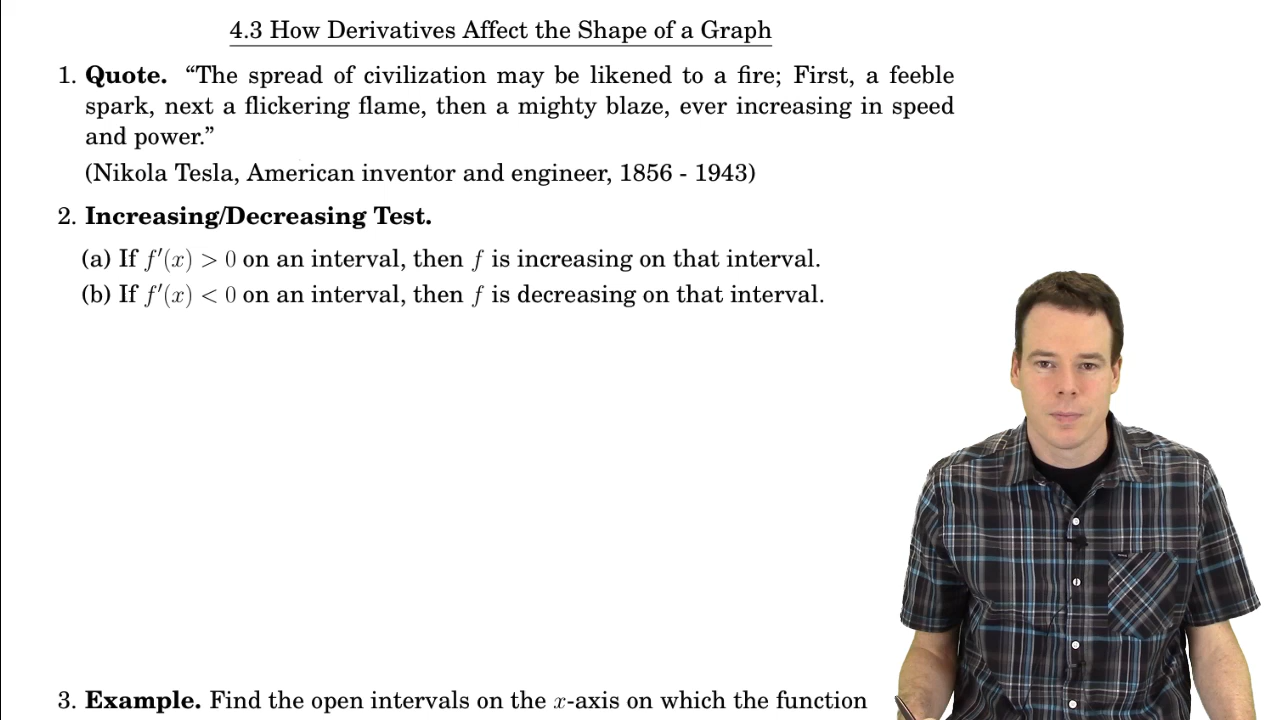 4.3 How Derivatives Affect the Shape of a Graph
1. Quote. “The spread of civilization may be likened to a fire; First, a feeble
spark, next a flickering flame, then a mighty blaze, ever increasing in speed
and power.”
(Nikola Tesla, American inventor and engineer, 1856 - 1943)
2. Increasing/Decreasing Test.
(a) If f′(x) > 0 on an interval, then f is increasing on that interval.
(b) If f′(x) < 0 on an interval, then f is decreasing on that interval.
3. Example. Find the open intervals on the x-axis on which the function